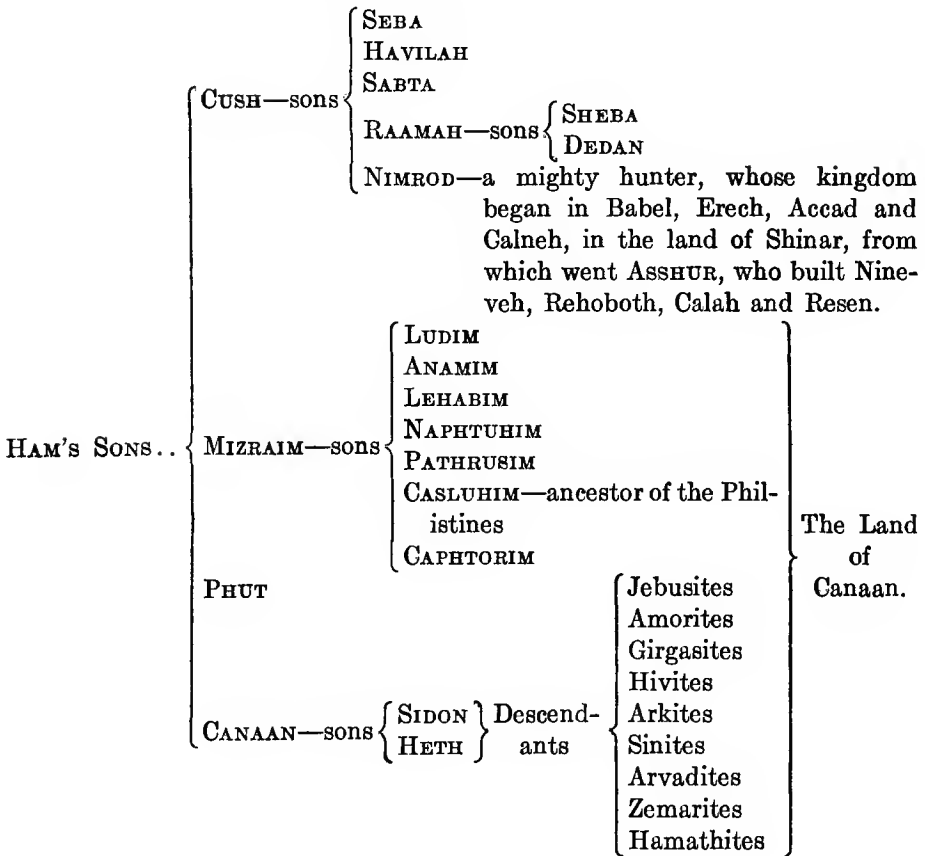 SEBA
HAVILAH
SABTA
CUSH—sons
RAAMAH—sons
SHEBA
DEDAN
NIMROD—a mighty hunter, whose kingdom
began in Babel, Erech, Accad and
Calneh, in the land of Shinar, from
which went ASSHUR, who built Nine-
veh, Rehoboth, Calah and Resen.
HAM'S SONS..
MIZRAIM—sons
LUDIM
ANAMIM
LEHABIM
NAPHTUHIM
PATHRUSIM
CASLUHIM—ancestor of the Phil-
istines
CAPHTORIM
The Land
of
Canaan.
PHUT
CANAAN—sons
SIDON
HETH
Descend-
ants
Jebusites
Amorites
Girgasites
Hivites
Arkites
Sinites
Arvadites
Zemarites
Hamathites